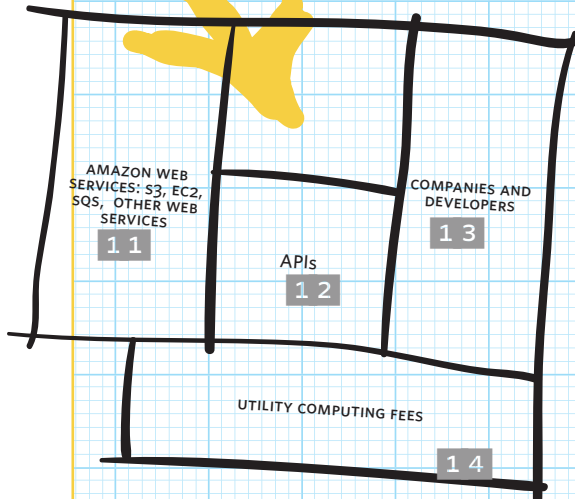 AMAZON WEB
SERVICES: S3, EC2,
SQS, OTHER WEB
SERVICES
11
APIs
12
COMPANIES AND
DEVELOPERS
13
UTILITY COMPUTING FEES
14